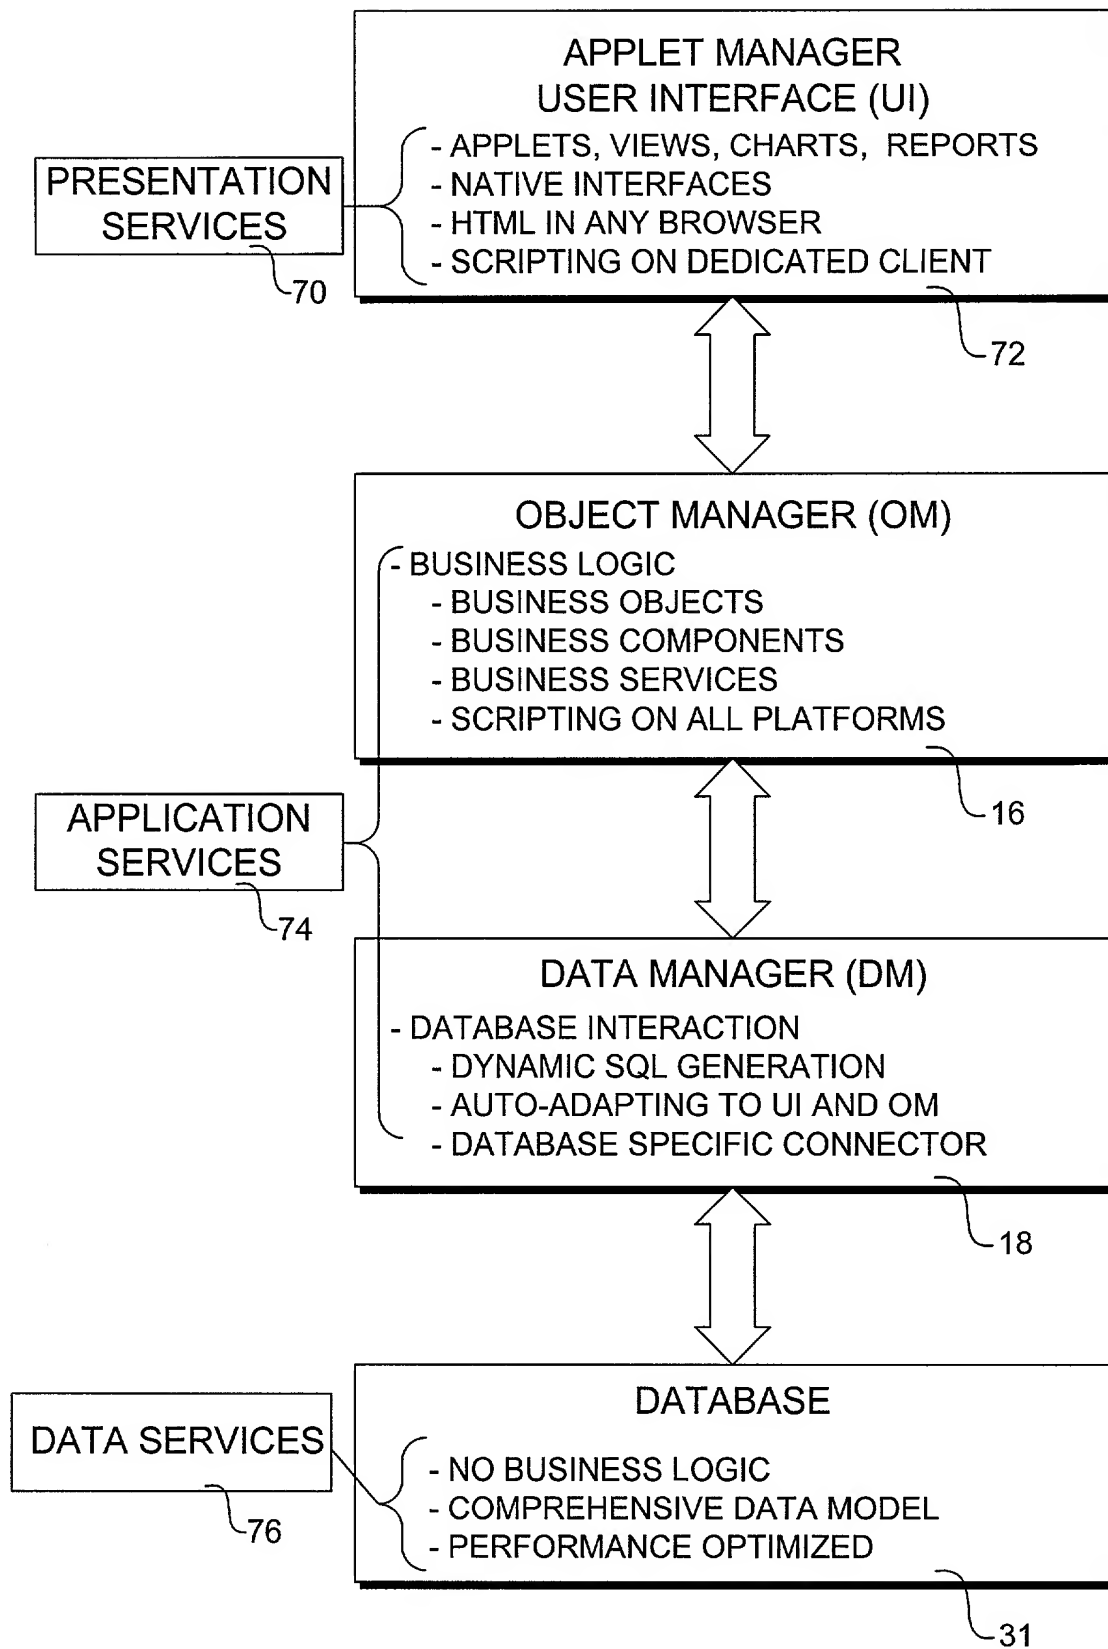 APPLET MANAGER
USER INTERFACE (UI)
- APPLETS, VIEWS, CHARTS, REPORTS
- NATIVE INTERFACES
- HTML IN ANY BROWSER
- SCRIPTING ON DEDICATED CLIENT
PRESENTATION
SERVICES
70
72
OBJECT MANAGER (OM)
- BUSINESS LOGIC
- BUSINESS OBJECTS
- BUSINESS COMPONENTS
- BUSINESS SERVICES
- SCRIPTING ON ALL PLATFORMS
16
APPLICATION
SERVICES
74
DATA MANAGER (DM)
- DATABASE INTERACTION
- DYNAMIC SQL GENERATION
- AUTO-ADAPTING TO UI AND OM
- DATABASE SPECIFIC CONNECTOR
18
DATABASE
- NO BUSINESS LOGIC
- COMPREHENSIVE DATA MODEL
- PERFORMANCE OPTIMIZED
DATA SERVICES
76
31